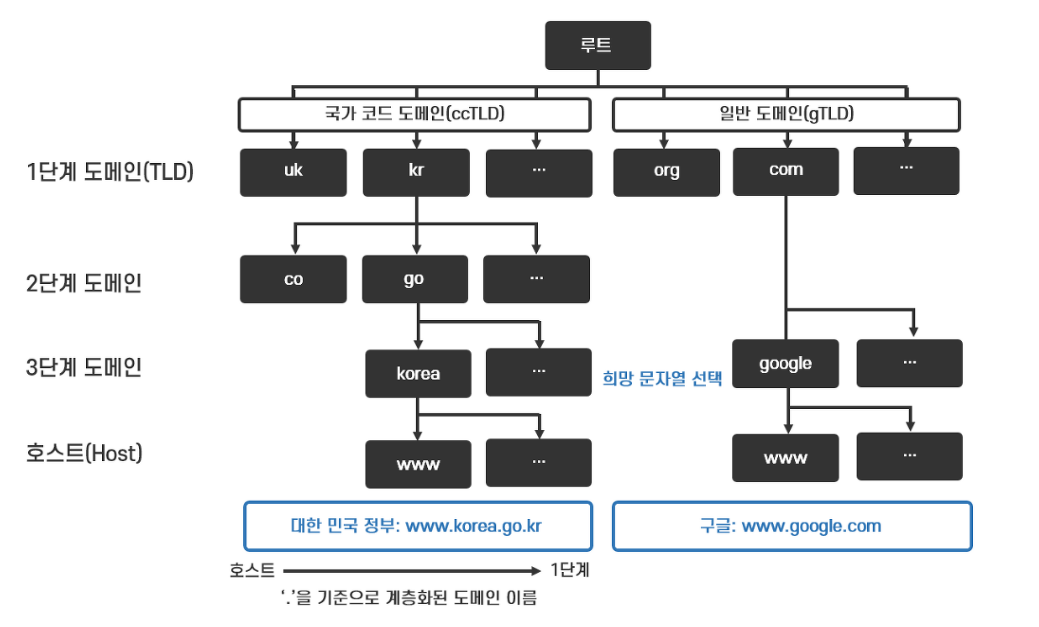 루트
국가 코드 도메인(ccTLD)
일반 도메인(gTLD)
1단계 도메인(TLD)
uk
kr
...
org
com
...
2단계 도메인
co
go
...
3단계 도메인
korea
...
희망 문자열 선택
google
...
호스트(Host)
www
...
www
...
대한 민국 정부: www.korea.go.kr
구글: www.google.com
호스트
1단계
‘.’을 기준으로 계층화된 도메인 이름